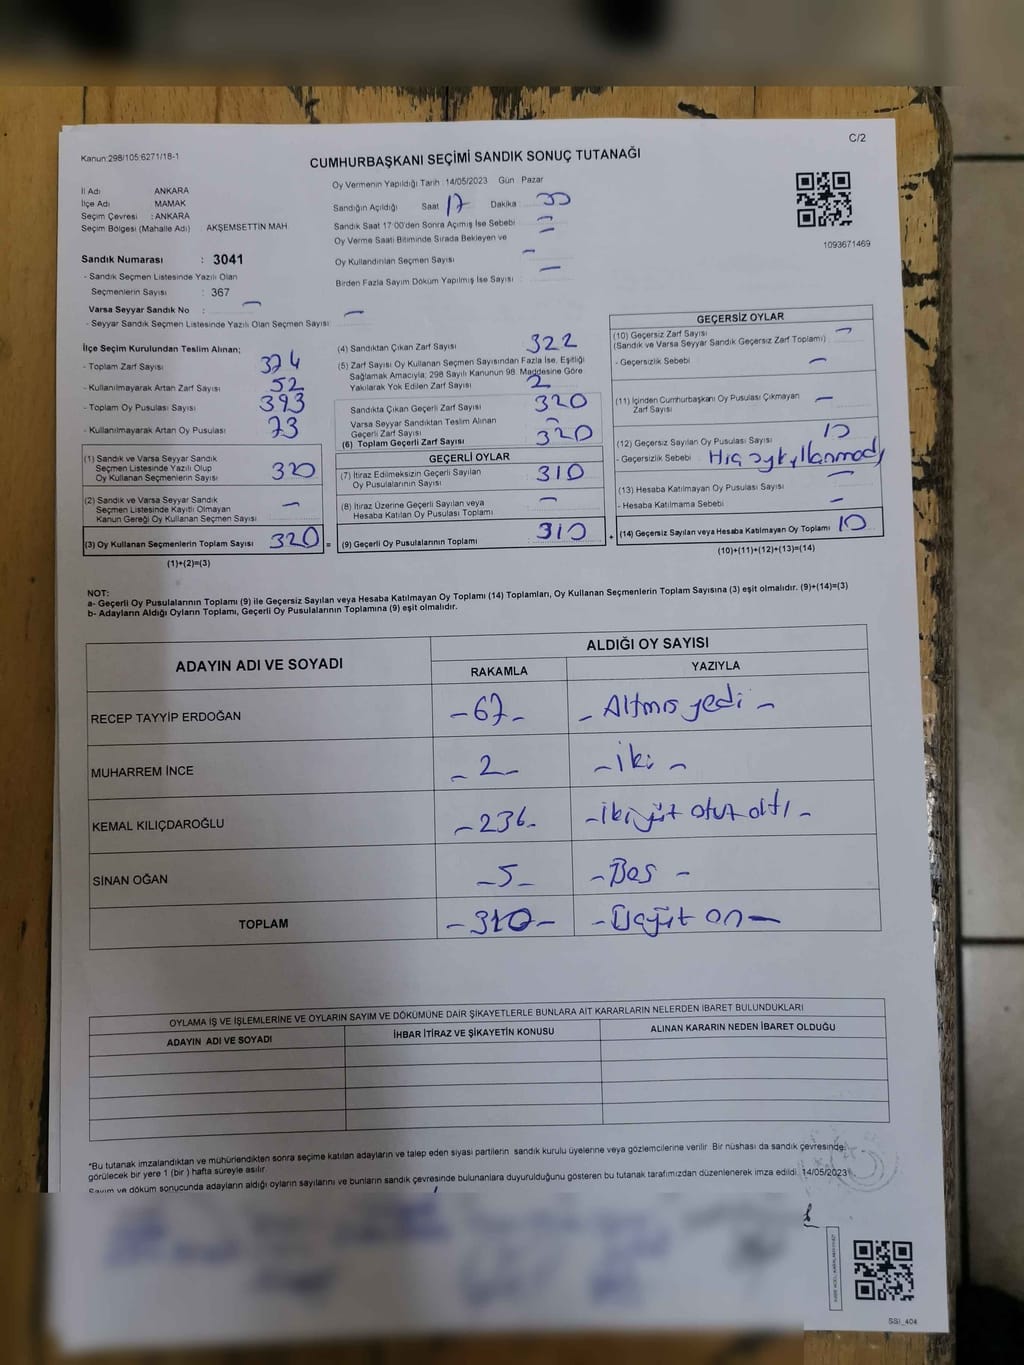 C/2
Kanun:298/105:6271/18-1
CUMHURBAŞKANI SEÇİMİ SANDIK SONUÇ TUTANAĞI
İl Adı ANKARA
İlçe Adı MAMAK
Seçim Çevresi : ANKARA
Seçim Bölgesi (Mahalle Adı) AKŞEMSETTİN MAH
Oy Vermenin Yapıldığı Tarih : 14/05/2023 Gün Pazar
Sandığın Açıldığı Saat 17 Dakika
Sandık Saat 17:00'den Sonra Açmış İse Sebebi –
Oy Verme Saati Bitiminde Sırada Bekleyen ve –
Oy Kullandırılan Seçmen Sayısı –
Birden Fazla Sayım Döküm Yapılmış İse Sayısı : –
1093671469
Sandık Numarası : 3041
- Sandık Seçmen Listesinde Yazılı Olan
Seçmenlerin Sayısı : 367
Varsa Seyyar Sandık No : –
- Seyyar Sandık Seçmen Listesinde Yazılı Olan Seçmen Sayısı: –
İlçe Seçim Kurulundan Teslim Alınan;
- Toplam Zarf Sayısı 374
- Kullanılmayarak Artan Zarf Sayısı 52
- Toplam Oy Pusulası Sayısı 393
- Kullanılmayarak Artan Oy Pusulası 73
(1) Sandık ve Varsa Seyyar Sandık
Seçmen Listesinde Yazılı Olup
Oy Kullanan Seçmenlerin Sayısı 320
(2) Sandık ve Varsa Seyyar Sandık
Seçmen Listesinde Kayıtlı Olmayan
Kanun Gereği Oy Kullanan Seçmen Sayısı –
(3) Oy Kullanan Seçmenlerin Toplam Sayısı 320 =
(1)+(2)=(3)
(4) Sandıktan Çıkan Zarf Sayısı 322
(5) Zarf Sayısı Oy Kullanan Seçmen Sayısından Fazla İse, Eşitliği
Sağlamak Amacıyla; 298 Sayılı Kanunun 98. Maddesine Göre
Yakılarak Yok Edilen Zarf Sayısı 2
Sandıkta Çıkan Geçerli Zarf Sayısı 320
Varsa Seyyar Sandıktan Teslim Alınan
Geçerli Zarf Sayısı –
(6) Toplam Geçerli Zarf Sayısı 320
GEÇERLİ OYLAR
(7) İtiraz Edilmeksizin Geçerli Sayılan
Oy Pusulasının Sayısı 310
(8) İtiraz Üzerine Geçerli Sayılan veya
Hesaba Katılan Oy Pusulası Toplamı –
(9) Geçerli Oy Pusulalarının Toplamı 310 +
GEÇERSİZ OYLAR
(10) Geçersiz Zarf Sayısı –
(Sandık ve Varsa Seyyar Sandık Geçersiz Zarf Toplamı)
- Geçersizlik Sebebi –
(11) İçinden Cumhurbaşkanı Oy Pusulası Çıkmayan
Zarf Sayısı –
(12) Geçersiz Sayılan Oy Pusulası Sayısı 10
- Geçersizlik Sebebi
(13) Hesaba Katılmayan Oy Pusulası Sayısı –
- Hesaba Katılmama Sebebi –
(14) Geçersiz Sayılan veya Hesaba Katılmayan Oy Toplamı 10
(10)+(11)+(12)+(13)=(14)
NOT:
a- Geçerli Oy Pusulalarının Toplamı (9) ile Geçersiz Sayılan veya Hesaba Katılmayan Oy Toplamı (14) Toplamları, Oy Kullanan Seçmenlerin Toplam Sayısına (3) eşit olmalıdır. (9)+(14)=(3)
b- Adayların Aldığı Oyların Toplamı, Geçerli Oy Pusulalarının Toplamına (9) eşit olmalıdır.
ADAYIN ADI VE SOYADI
ALDIĞI OY SAYISI
RAKAMLA YAZIYLA
RECEP TAYYİP ERDOĞAN –67– – Altmış yedi –
MUHARREM İNCE –2– –İki –
KEMAL KILIÇDAROĞLU –236– –İkiyüt otuz altı –
SİNAN OĞAN –5– –Beş –
TOPLAM –310– –Üçyüt on–
OYLAMA İŞ VE İŞLEMLERİNE VE OYLARIN SAYIM VE DÖKÜMÜNE DAİR ŞİKAYETLERLE BUNLARA AİT KARARLARIN NELERDEN İBARET BULUNDUKLARI
ADAYIN ADI VE SOYADI İHBAR İTİRAZ VE ŞİKAYETİN KONUSU ALINAN KARARIN NEDEN İBARET OLDUĞU
*Bu tutanak imzalandıktan ve mühürlendikten sonra seçime katılan adayların ve talep eden siyasi partilerin sandık kurulu üyelerine veya gözlemcilerine verilir. Bir nüshası da sandık çevresinde
görülecek bir yere 1 (bir ) hafta süreyle asılır.
Sayım ve döküm sonucunda adayların aldığı oyların sayılarını ve bunların sandık çevresinde bulunanlara duyurulduğunu gösteren bu tutanak tarafımızdan düzenlenerek imza edildi. 14/05/2023
SSI_404